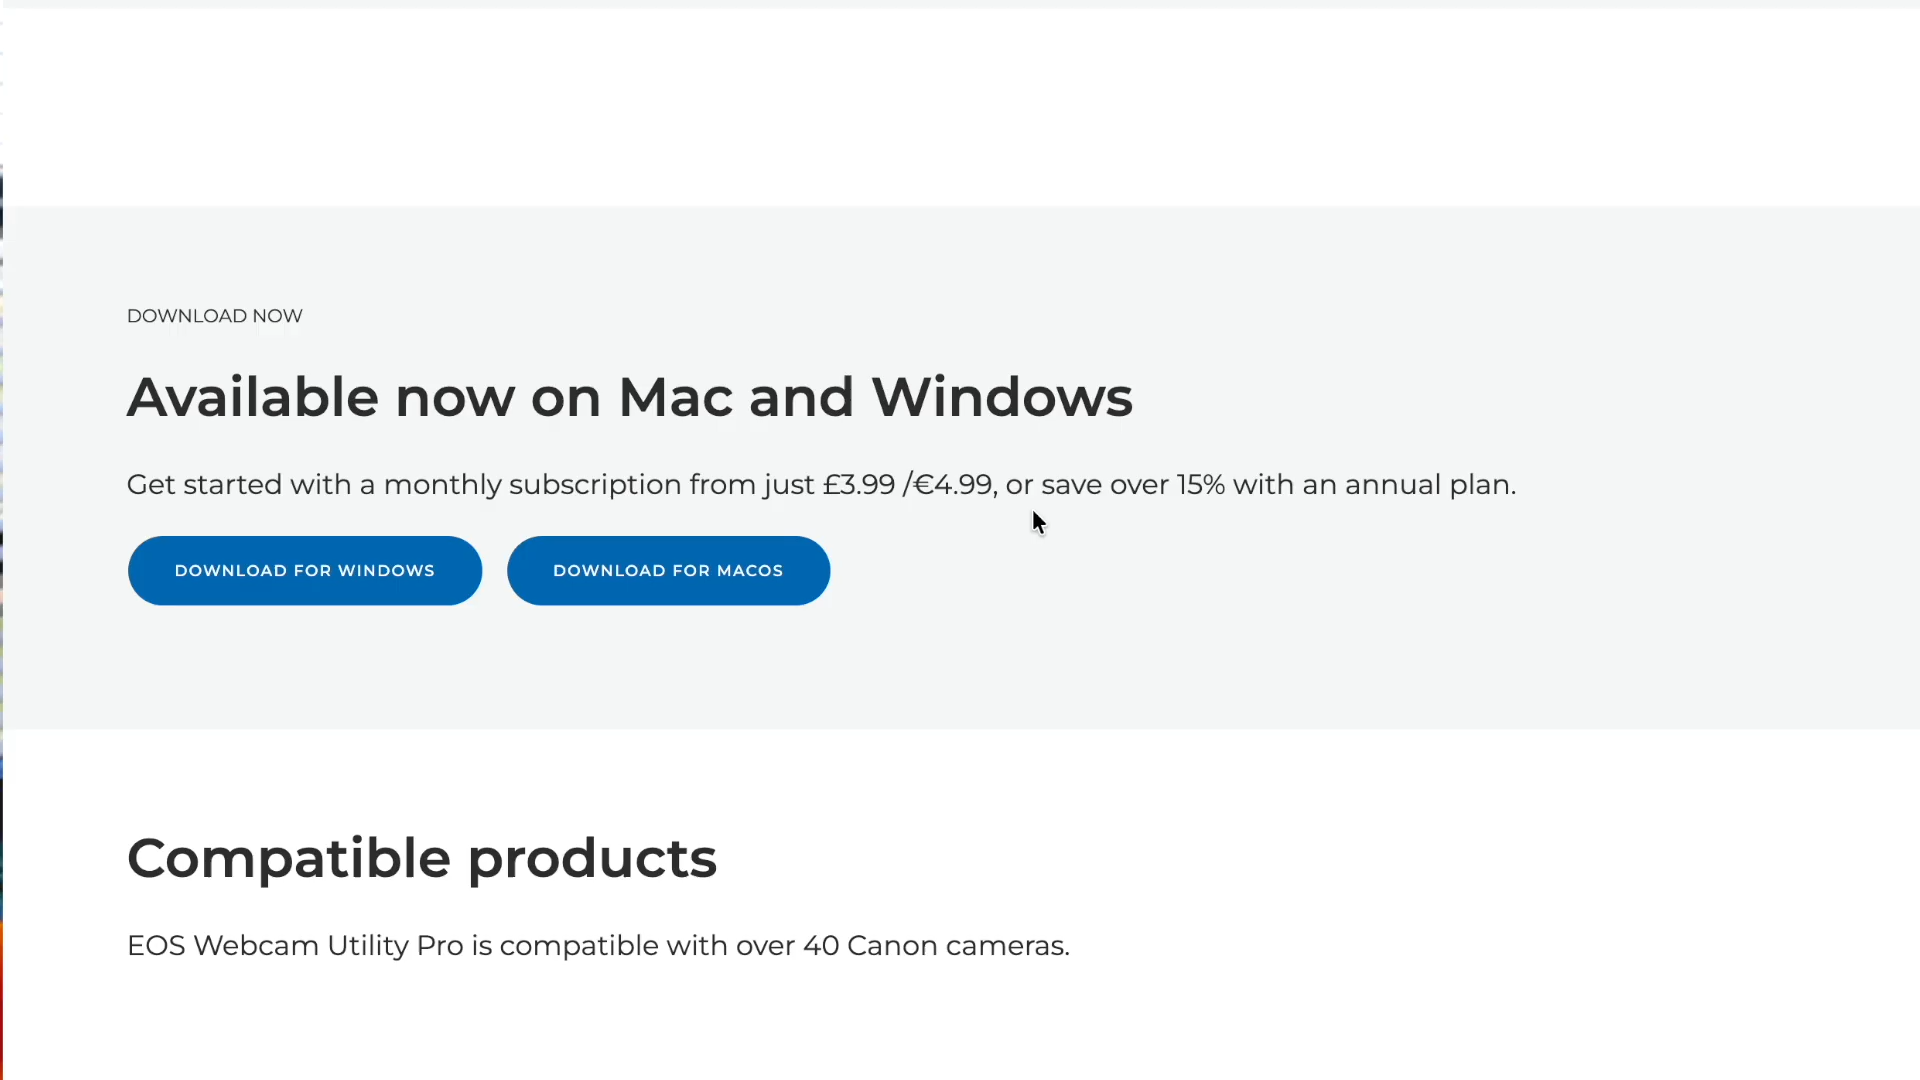 DOWNLOAD NOW
Available now on Mac and Windows
Get started with a monthly subscription from just £3.99 /€4.99, or save over 15% with an annual plan.
DOWNLOAD FOR WINDOWS
DOWNLOAD FOR MACOS
Compatible products
EOS Webcam Utility Pro is compatible with over 40 Canon cameras.